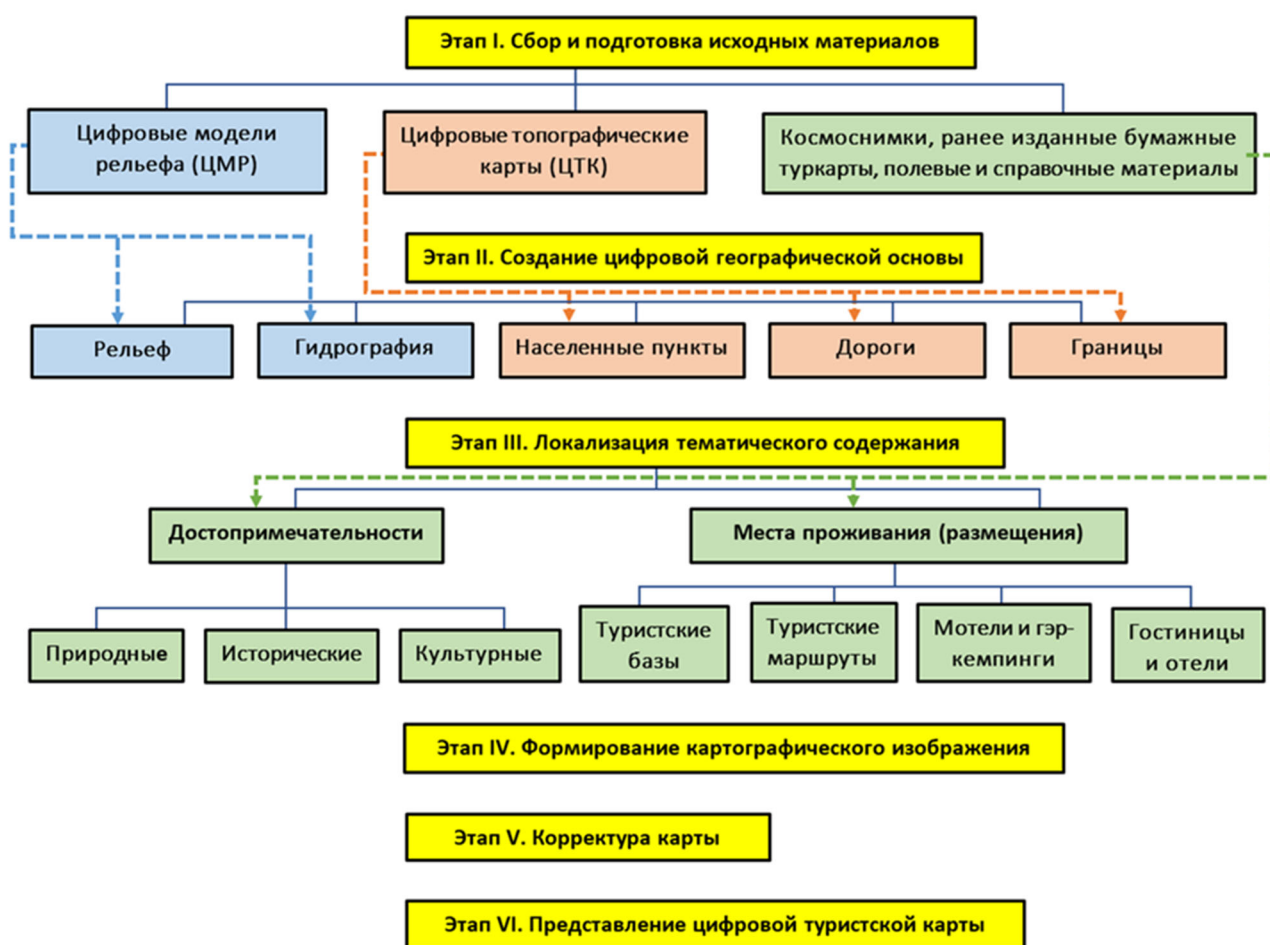 Этап I. Сбор и подготовка исходных материалов
Цифровые модели
рельефа (ЦМР)
Цифровые топографические
карты (ЦТК)
Космоснимки, ранее изданные бумажные
туркарты, полевые и справочные материалы
Этап II. Создание цифровой географической основы
Рельеф
Гидрография
Населенные пункты
Дороги
Границы
Этап III. Локализация тематического содержания
Достопримечательности
Места проживания (размещения)
Природные
Исторические
Культурные
Туристские
базы
Туристские
маршруты
Мотели и гэр-
кемпинги
Гостиницы
и отели
Этап IV. Формирование картографического изображения
Этап V. Корректура карты
Этап VI. Представление цифровой туристской карты